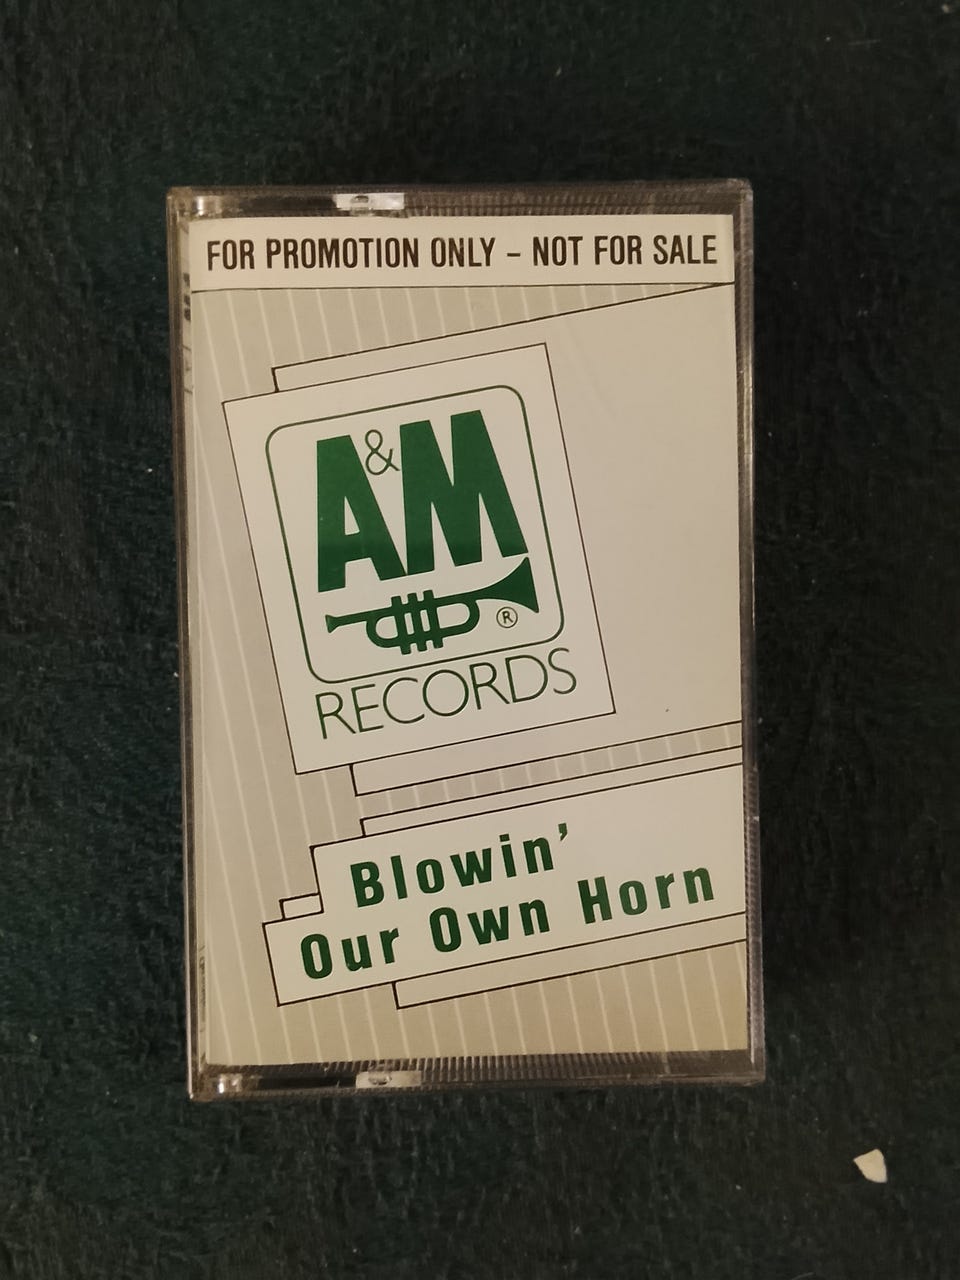 FOR PROMOTION ONLY – NOT FOR SALE
A&M
®
RECORDS
Blowin'
Our Own Horn